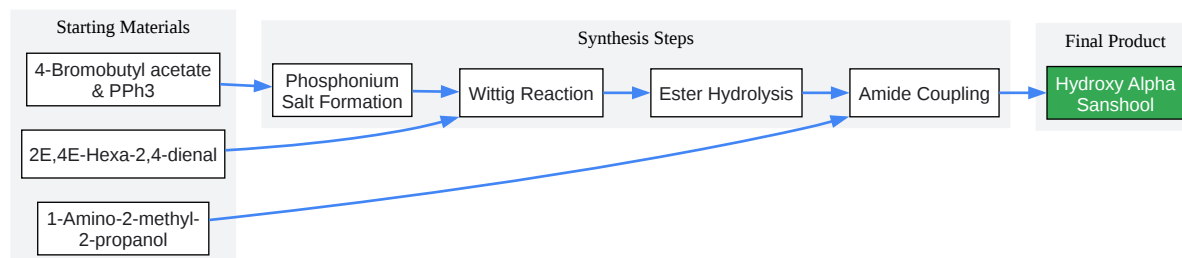 Starting Materials
4-Bromobutyl acetate
& PPh3
2E,4E-Hexa-2,4-dienal
1-Amino-2-methyl-
2-propanol
Synthesis Steps
Phosphonium
Salt Formation
Wittig Reaction
Ester Hydrolysis
Amide Coupling
Final Product
Hydroxy Alpha
Sanshool